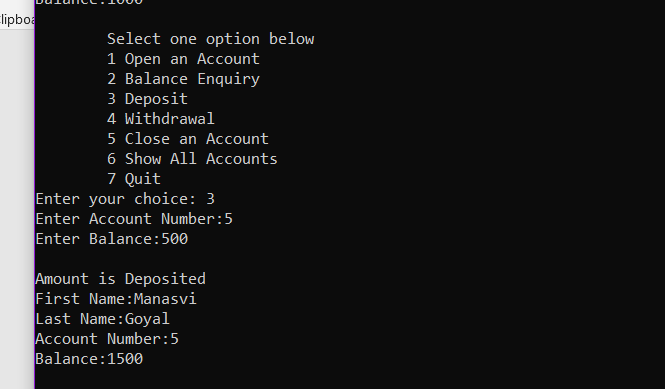 Balance:1000
Clipboa
Select one option below
1 Open an Account
2 Balance Enquiry
3 Deposit
4 Withdrawal
5 Close an Account
6 Show All Accounts
7 Quit
Enter your choice: 3
Enter Account Number:5
Enter Balance:500
Amount is Deposited
First Name:Manasvi
Last Name:Goyal
Account Number:5
Balance:1500